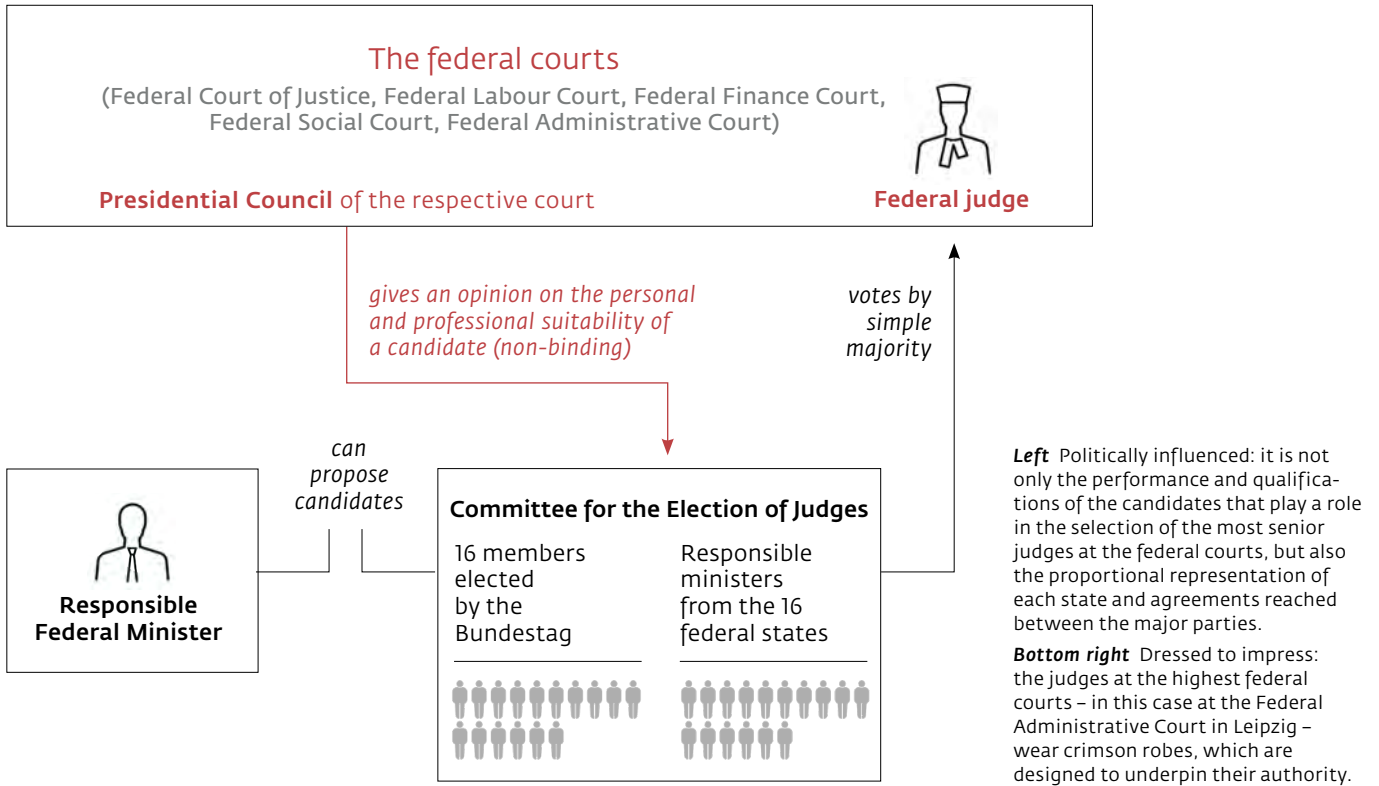 The federal courts
(Federal Court of Justice, Federal Labour Court, Federal Finance Court,
Federal Social Court, Federal Administrative Court)
Presidential Council of the respective court
Federal judge
gives an opinion on the personal
and professional suitability of
a candidate (non-binding)
votes by
simple
majority
can
propose
candidates
Responsible
Federal Minister
Committee for the Election of Judges
16 members
elected
by the
Bundestag
Responsible
ministers
from the 16
federal states
Left Politically influenced: it is not
only the performance and qualifica-
tions of the candidates that play a role
in the selection of the most senior
judges at the federal courts, but also
the proportional representation of
each state and agreements reached
between the major parties.
Bottom right Dressed to impress:
the judges at the highest federal
courts – in this case at the Federal
Administrative Court in Leipzig –
wear crimson robes, which are
designed to underpin their authority.